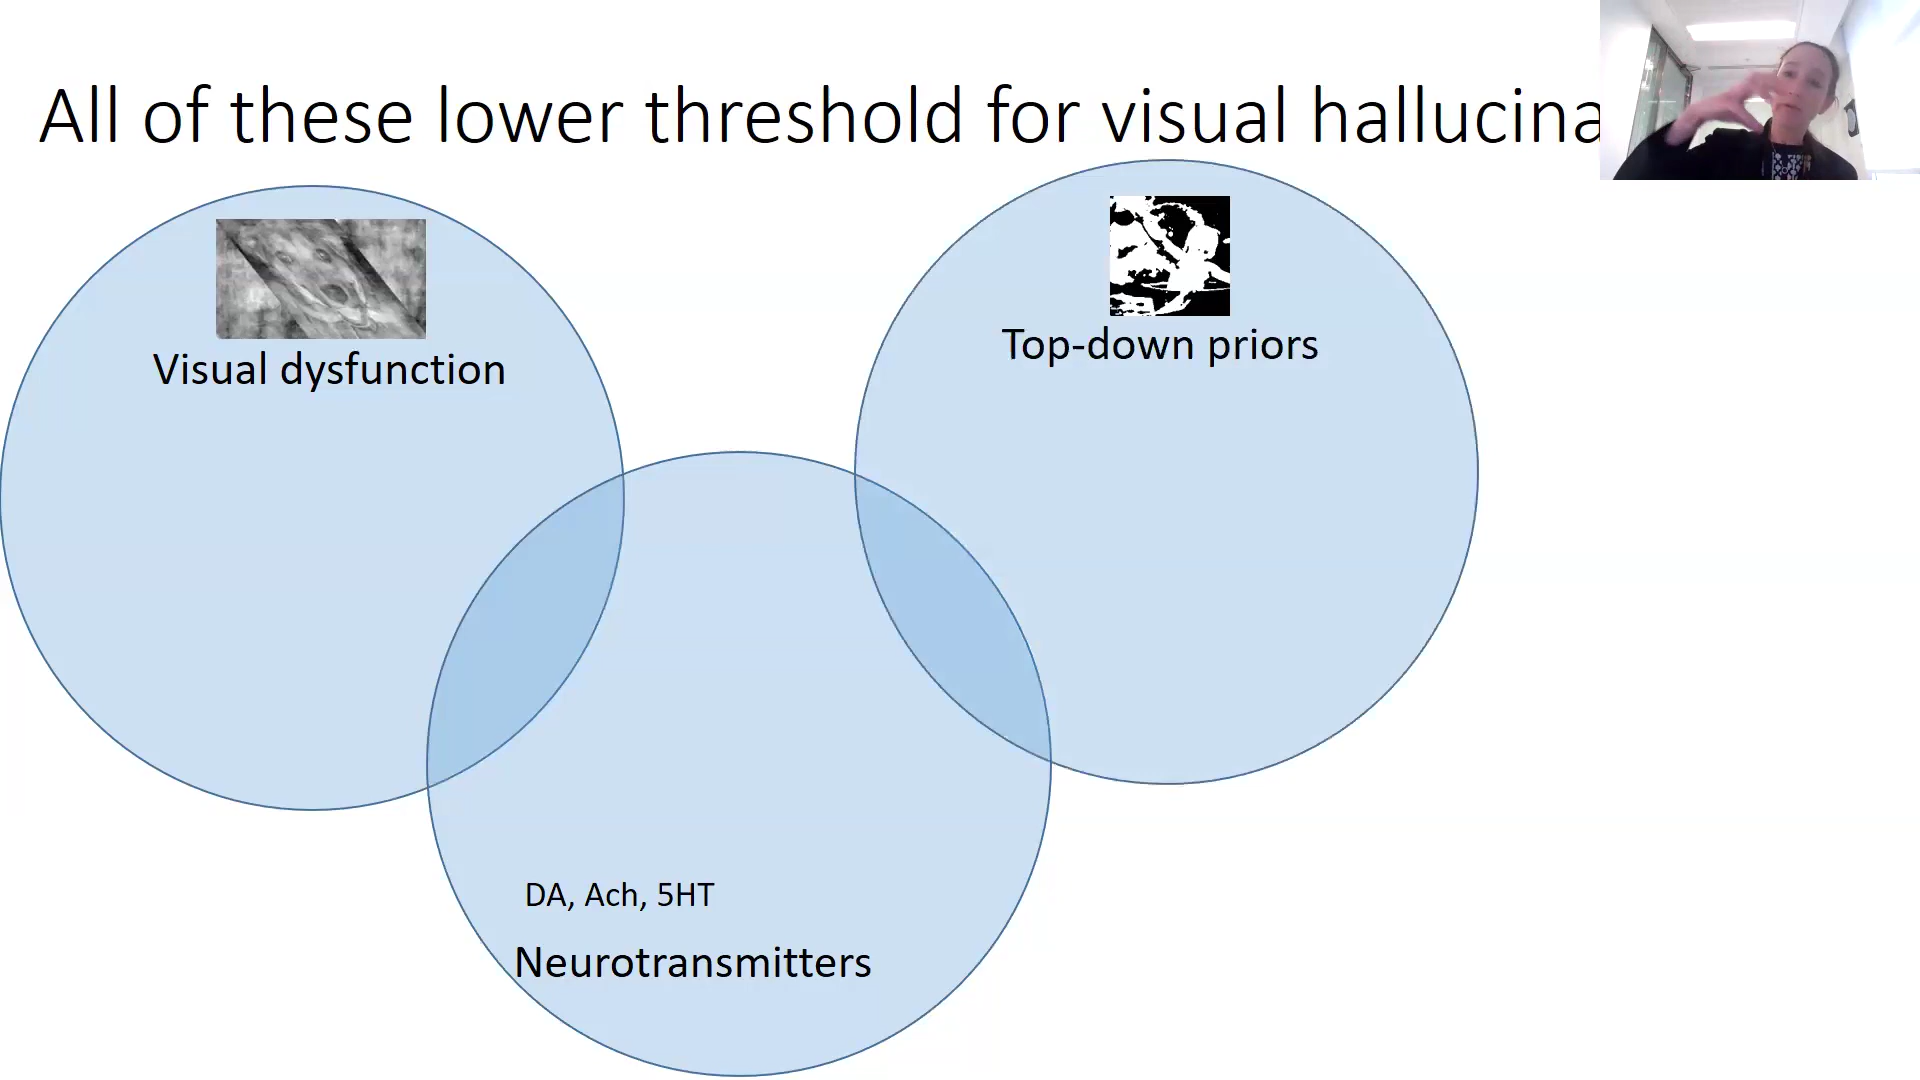 All of these lower threshold for visual hallucina
Visual dysfunction
Top-down priors
DA, Ach, 5HT
Neurotransmitters